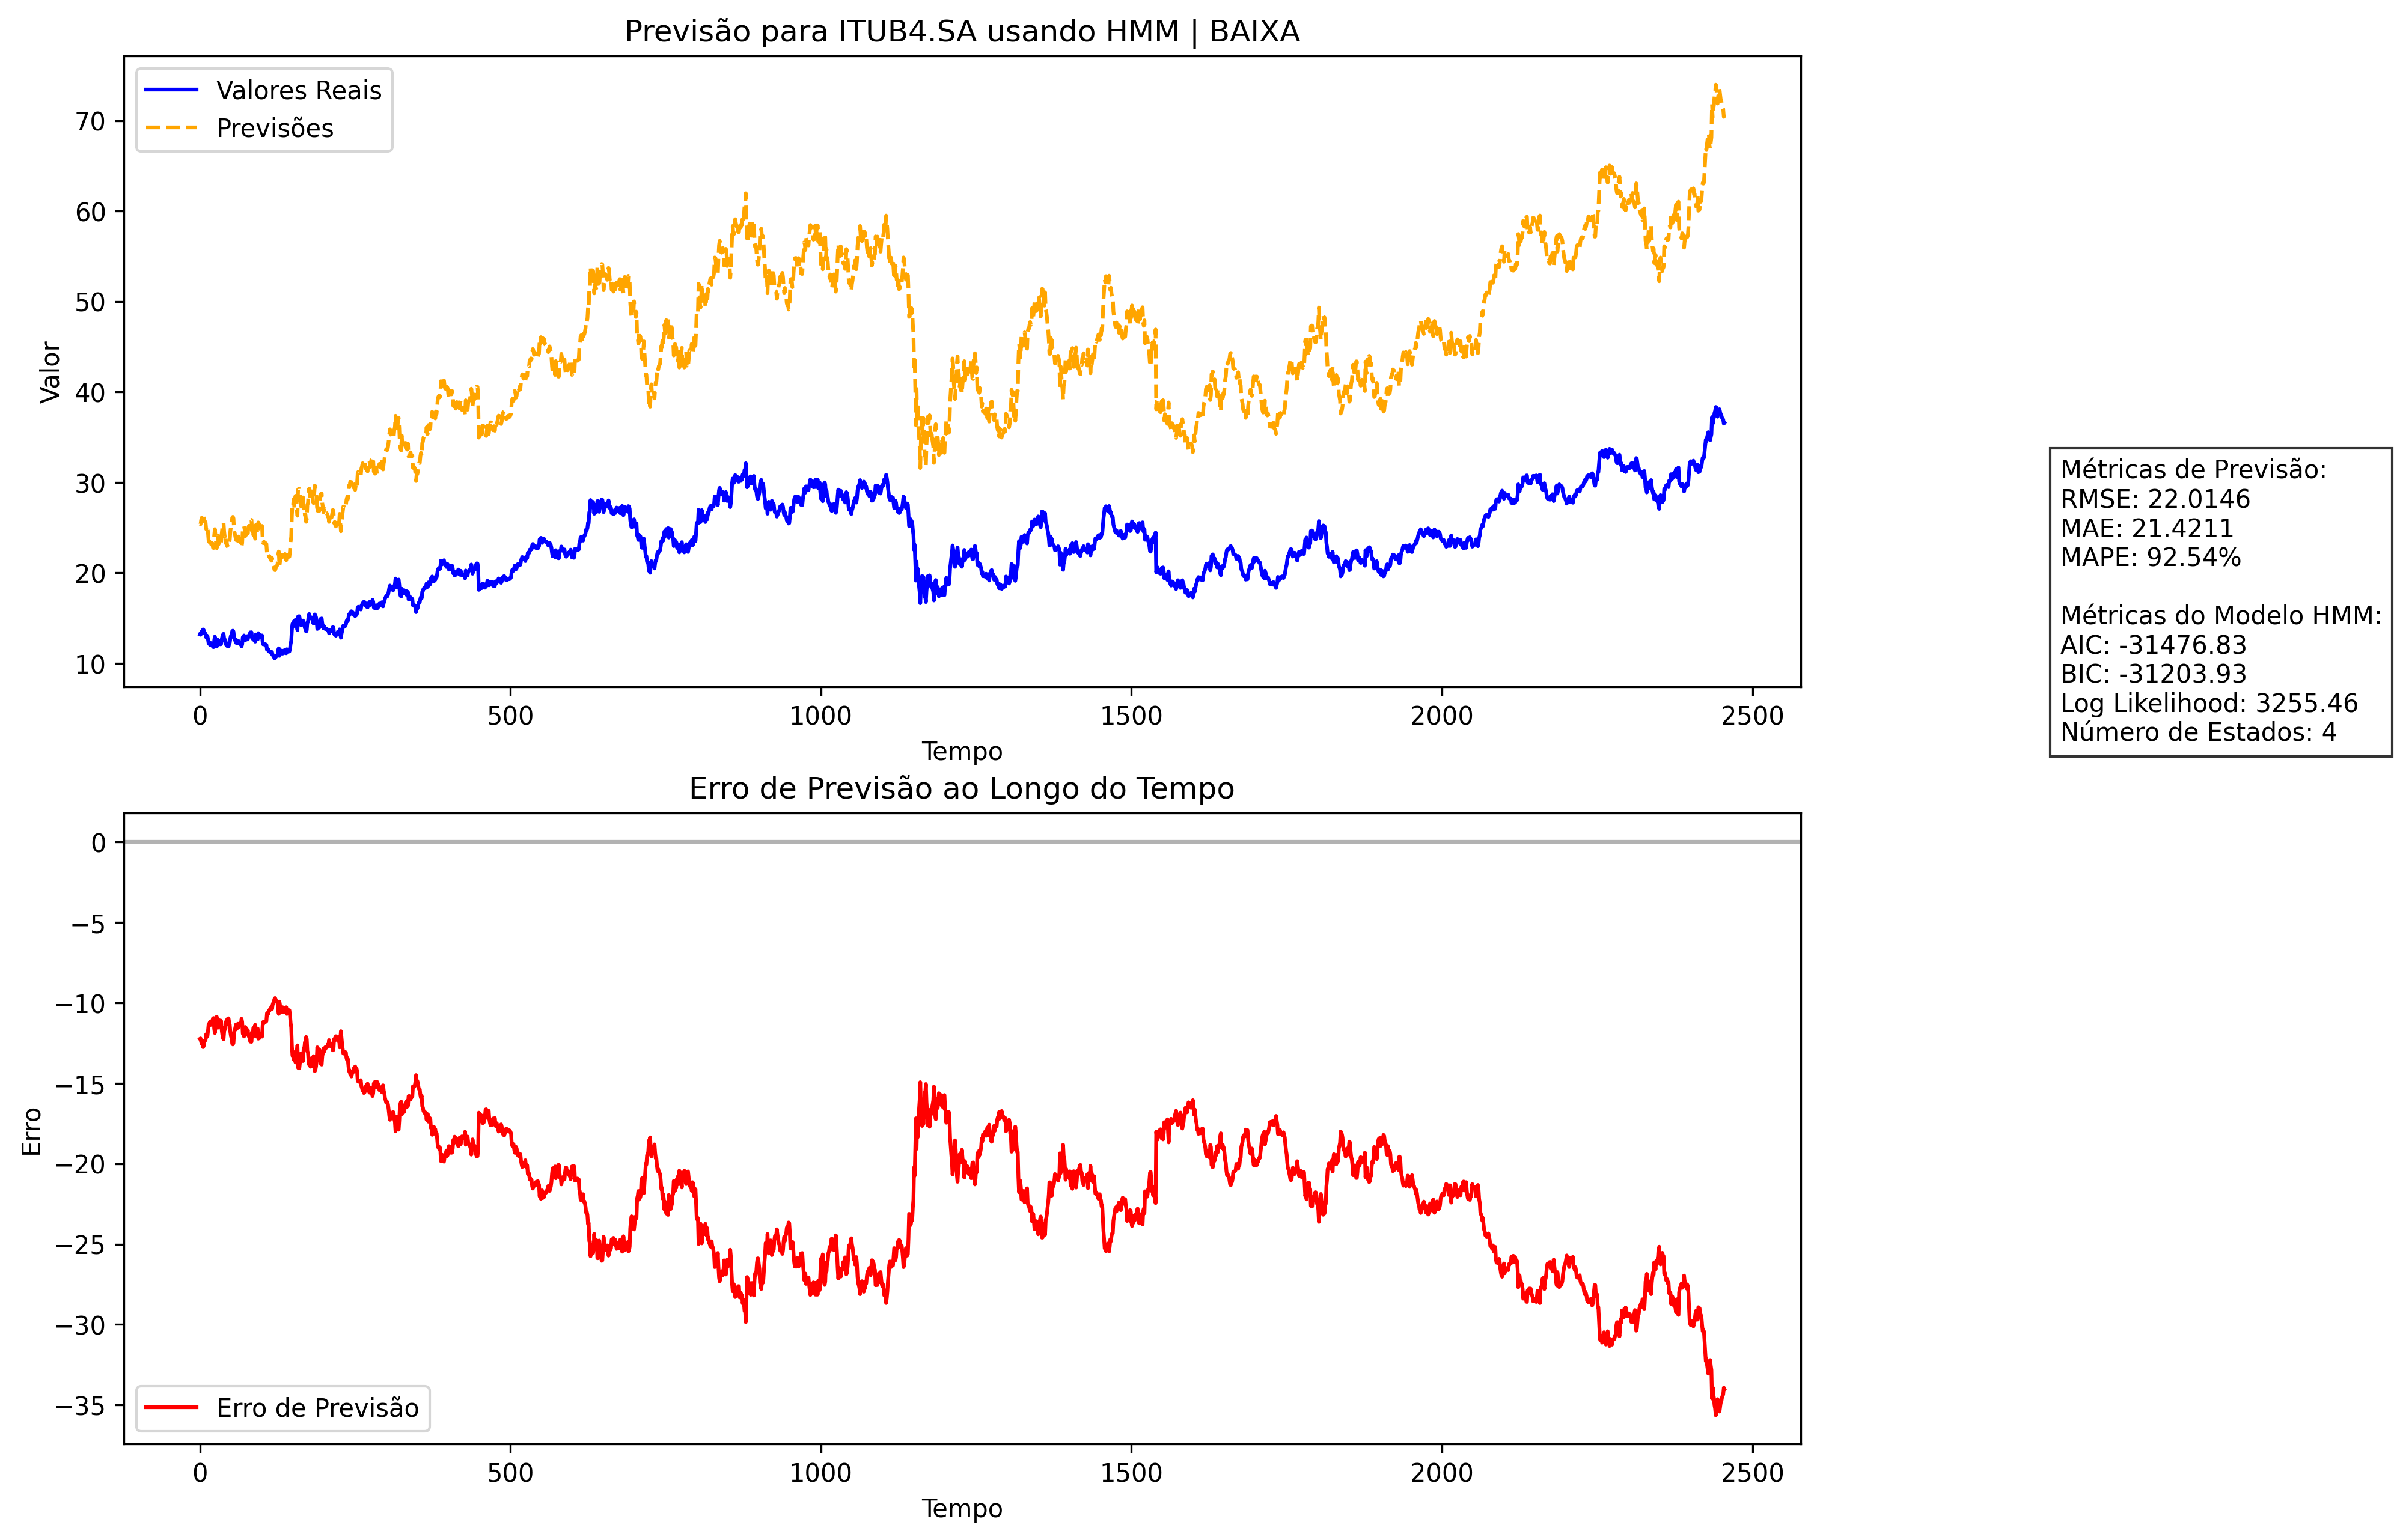 Previsão para ITUB4.SA usando HMM | BAIXA
Valores Reais
Previsões
Valor
70
60
50
40
30
20
10
0
500
1000
1500
2000
2500
Tempo
Métricas de Previsão:
RMSE: 22.0146
MAE: 21.4211
MAPE: 92.54%
Métricas do Modelo HMM:
AIC: -31476.83
BIC: -31203.93
Log Likelihood: 3255.46
Número de Estados: 4
Erro de Previsão ao Longo do Tempo
Erro
0
−5
−10
−15
−20
−25
−30
−35
Erro de Previsão
0
500
1000
1500
2000
2500
Tempo